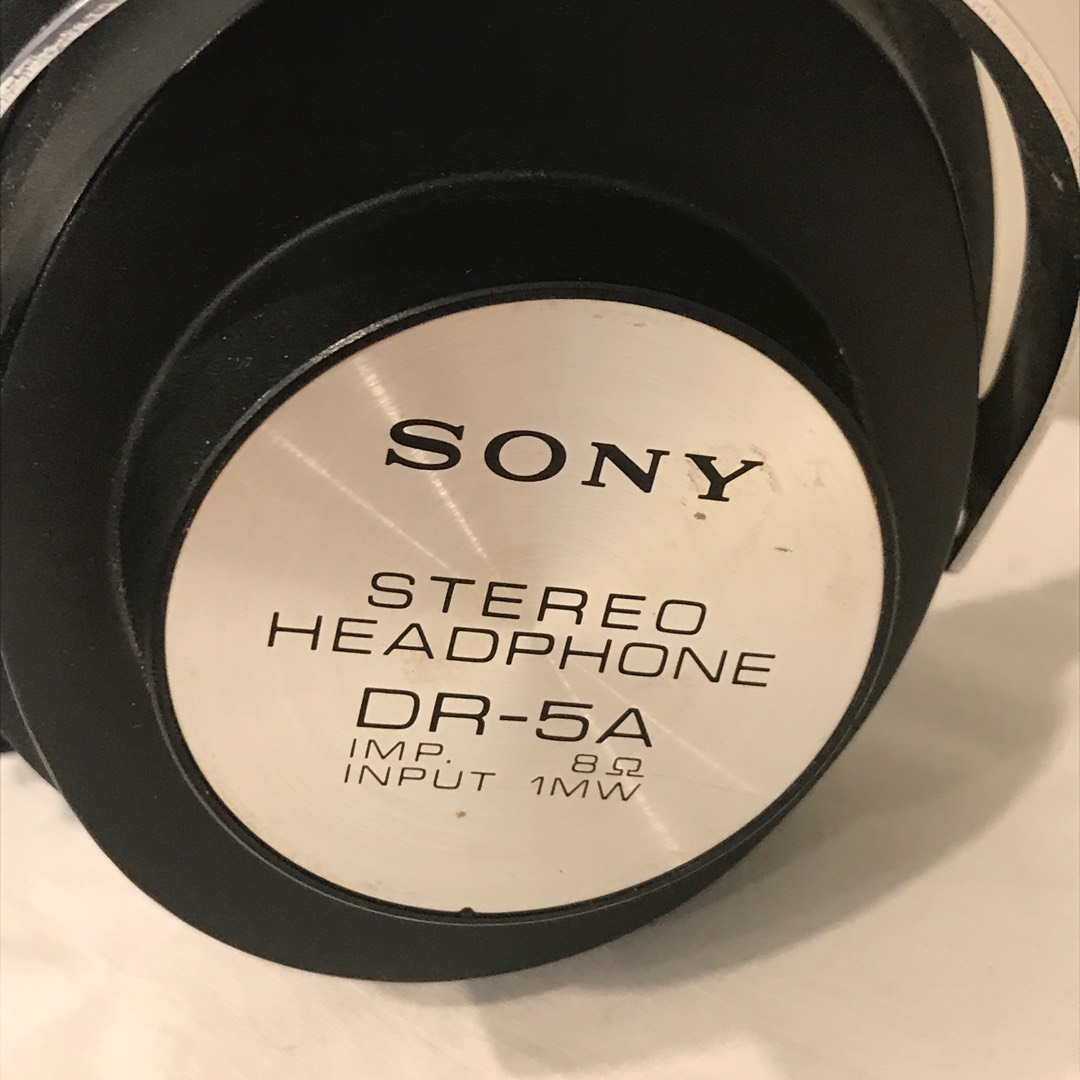 SONY
STEREO
HEADPHONE
DR-5A
IMP. 8Ω
INPUT 1MW